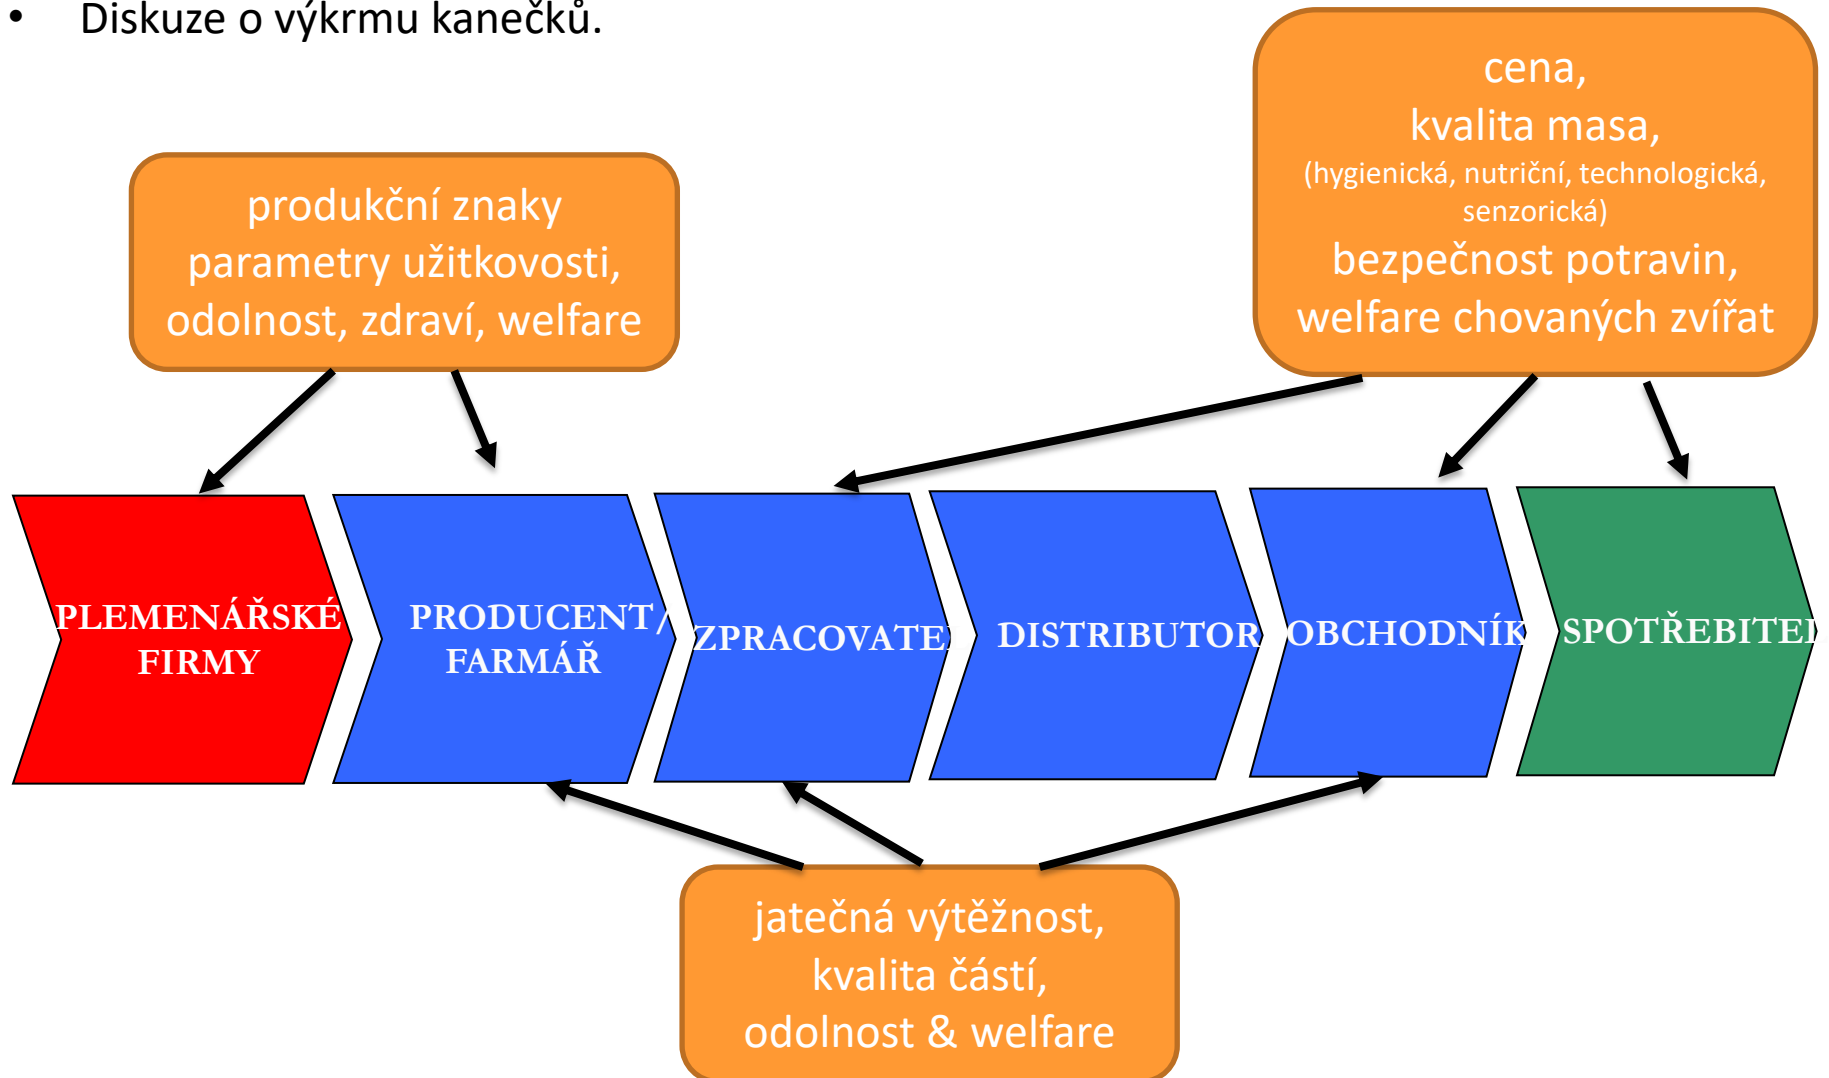 • Diskuze o výkrmu kanečků.
cena,
kvalita masa,
(hygienická, nutriční, technologická,
senzorická)
bezpečnost potravin,
welfare chovaných zvířat
produkční znaky
parametry užitkovosti,
odolnost, zdraví, welfare
PLEMENÁŘSKÉ
FIRMY
PRODUCENT/
FARMÁŘ
ZPRACOVATEL
DISTRIBUTOR
OBCHODNÍK
SPOTŘEBITEL
jatečná výtěžnost,
kvalita částí,
odolnost & welfare